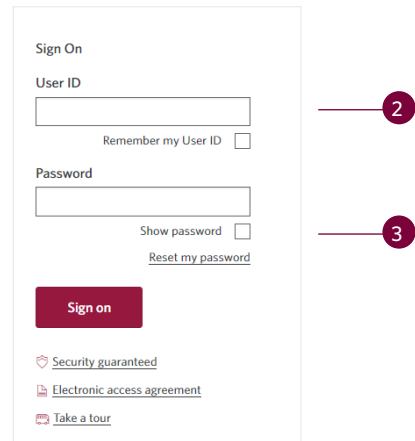 Sign On
User ID
2
Remember my User ID
Password
3
Show password
Reset my password
Sign on
Security guaranteed
Electronic access agreement
Take a tour